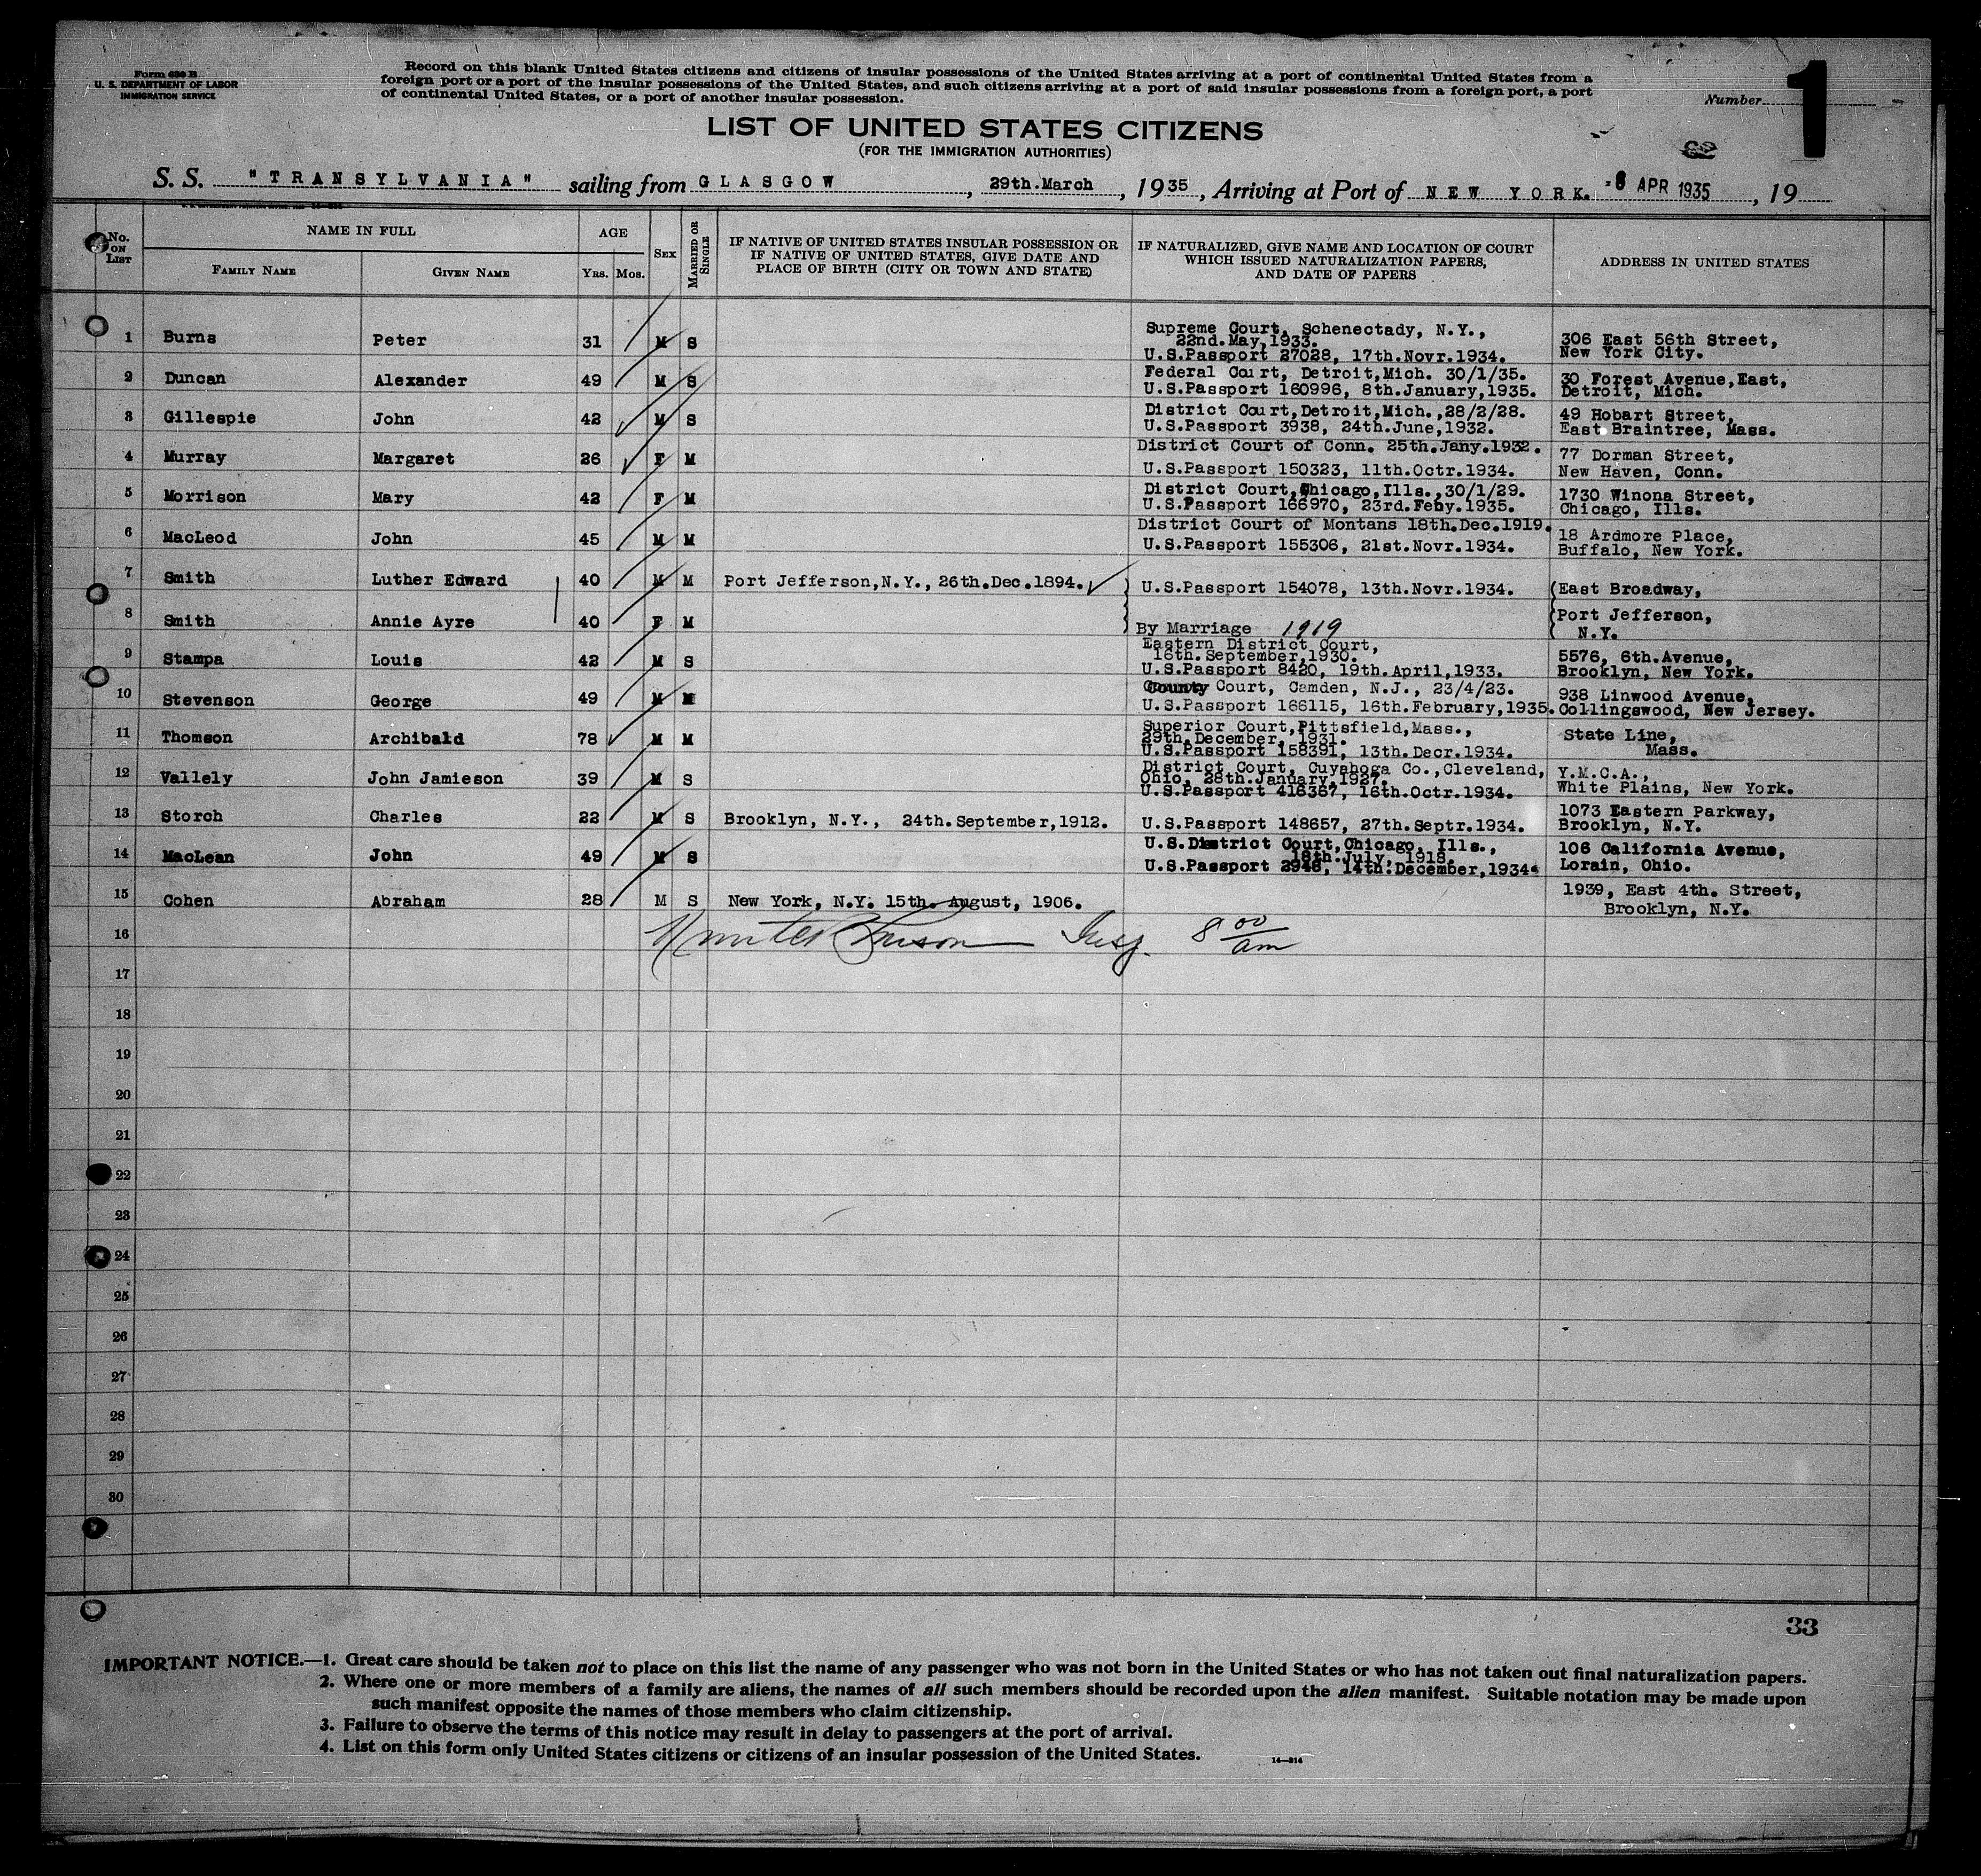 Form 630 B
U. S. DEPARTMENT OF LABOR
IMMIGRATION SERVICE
Record on this blank United States citizens and citizens of insular possessions of the United States arriving at a port of continental United States from a
foreign port or a port of the insular possessions of the United States, and such citizens arriving at a port of said insular possessions from a foreign port, a port
of continental United States, or a port of another insular possession.
Number 1
LIST OF UNITED STATES CITIZENS
(FOR THE IMMIGRATION AUTHORITIES)
S. S. "TRANSYLVANIA" sailing from GLASGOW, 29th.March, 1935, Arriving at Port of NEW YORK. APR 1935, 19
No. ON LIST
NAME IN FULL
FAMILY NAME
GIVEN NAME
AGE
YRS. MOS.
SEX
MARRIED OR SINGLE
IF NATIVE OF UNITED STATES INSULAR POSSESSION OR
IF NATIVE OF UNITED STATES, GIVE DATE AND
PLACE OF BIRTH (CITY OR TOWN AND STATE)
IF NATURALIZED, GIVE NAME AND LOCATION OF COURT
WHICH ISSUED NATURALIZATION PAPERS,
AND DATE OF PAPERS
ADDRESS IN UNITED STATES
1 Burns Peter 31 M S
Supreme Court, Schenectady, N.Y.,
22nd.May,1933.
U.S.Passport 27028, 17th.Novr.1934.
306 East 56th Street,
New York City.
2 Duncan Alexander 49 M S
Federal Court, Detroit,Mich. 30/1/35.
U.S.Passport 160996, 8th.January,1935.
30 Forest Avenue,East,
Detroit, Mich.
3 Gillespie John 42 M S
District Court,Detroit,Mich.,28/2/28.
U.S.Passport 3938, 24th.June,1932.
49 Hobart Street,
East Braintree, Mass.
4 Murray Margaret 26 F M
District Court of Conn. 25th.Jany.1932.
U.S.Passport 150323, 11th.Octr.1934.
77 Dorman Street,
New Haven, Conn.
5 Morrison Mary 42 F M
District Court,Chicago,Ills.,30/1/29.
U.S.Passport 166970, 23rd.Feby.1935.
1730 Winona Street,
Chicago, Ills.
6 MacLeod John 45 M M
District Court of Montans 18th.Dec.1919.
U.S.Passport 155306, 21st.Novr.1934.
18 Ardmore Place,
Buffalo, New York.
7 Smith Luther Edward 40 M M Port Jefferson,N.Y.,26th.Dec.1894. U.S.Passport 154078, 13th.Novr.1934.
East Broadway,
8 Smith Annie Ayre 40 F M
By Marriage 1919
Port Jefferson,
N.Y.
9 Stampa Louis 42 M S
Eastern District Court,
16th.September,1930.
U.S.Passport 8420, 19th.April,1933.
5576, 6th.Avenue,
Brooklyn, New York.
10 Stevenson George 49 M M
County Court, Camden, N.J., 23/4/23.
U.S.Passport 166115, 16th.February,1935.
938 Linwood Avenue,
Collingswood, New Jersey.
11 Thomson Archibald 78 M M
Superior Court,Pittsfield,Mass.,
29th.December, 1931.
U.S.Passport 158391, 13th.Decr.1934.
State Line,
Mass.
12 Vallely John Jamieson 39 M S
District Court, Cuyahoga Co.,Cleveland,
Ohio, 28th.January,1927.
U.S.Passport 416367, 16th.Octr.1934.
Y.M.C.A.,
White Plains, New York.
13 Storch Charles 22 M S Brooklyn, N.Y., 24th.September,1912. U.S.Passport 148657, 27th.Septr.1934.
1073 Eastern Parkway,
Brooklyn, N.Y.
14 MacLean John 49 M S
U.S.District Court,Chicago, Ills.,
18th.July, 1918.
U.S.Passport 2946, 14th.December,1934.
106 California Avenue,
Lorain, Ohio.
15 Cohen Abraham 28 M S New York, N.Y. 15th. August, 1906.
1939, East 4th. Street,
Brooklyn, N.Y.
16 Insp. 8 00 am
17
18
19
20
21
22
23
24
25
26
27
28
29
30
33
IMPORTANT NOTICE.—1. Great care should be taken not to place on this list the name of any passenger who was not born in the United States or who has not taken out final naturalization papers.
2. Where one or more members of a family are aliens, the names of all such members should be recorded upon the alien manifest. Suitable notation may be made upon
such manifest opposite the names of those members who claim citizenship.
3. Failure to observe the terms of this notice may result in delay to passengers at the port of arrival.
4. List on this form only United States citizens or citizens of an insular possession of the United States.
14—314